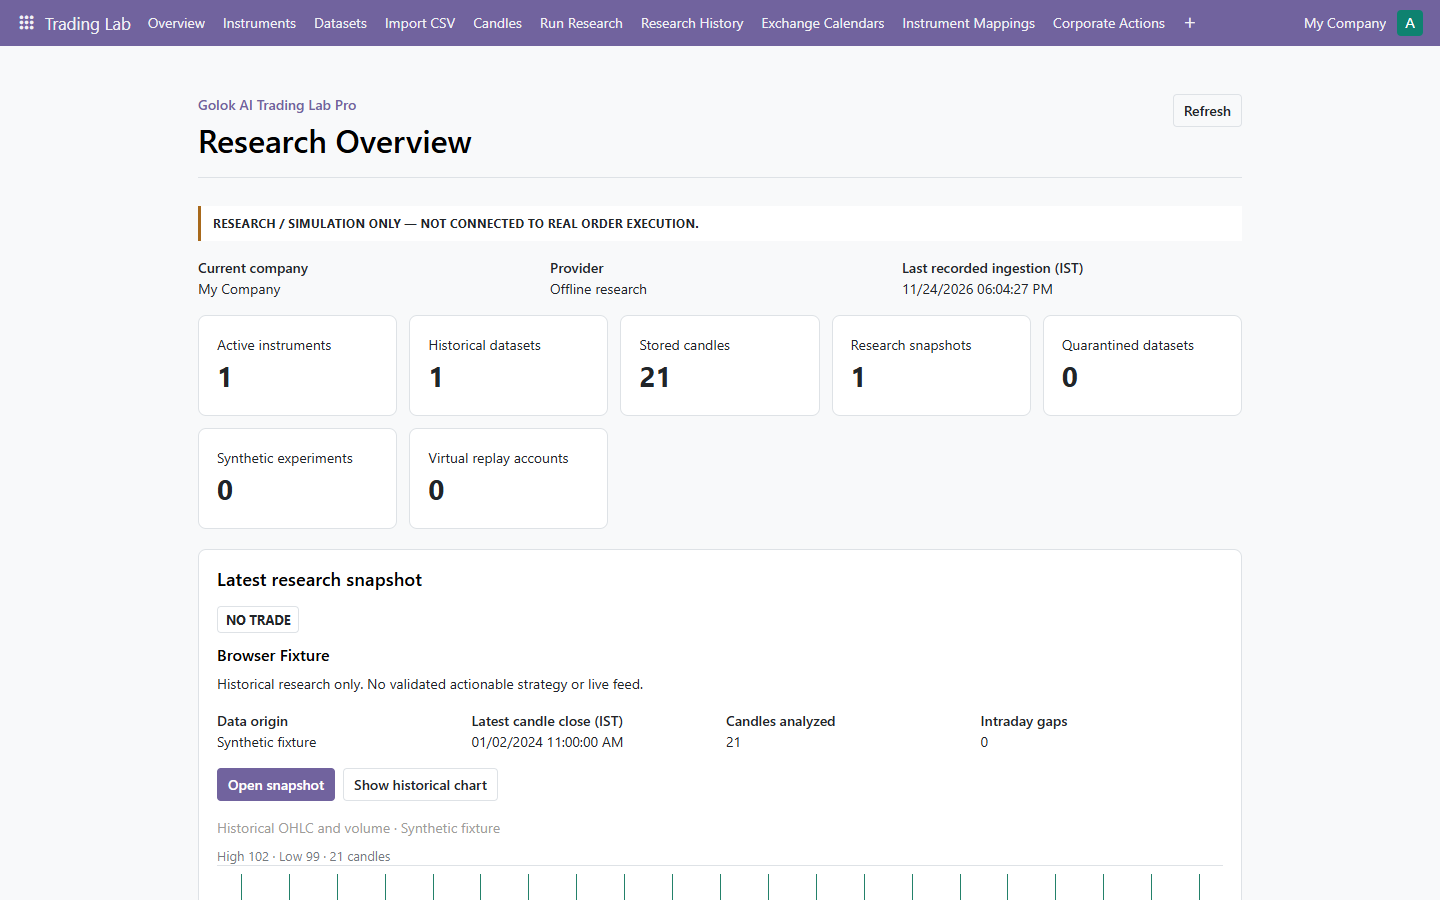 Trading Lab Overview Instruments Datasets Import CSV Candles Run Research Research History Exchange Calendars Instrument Mappings Corporate Actions + My Company A
Golok AI Trading Lab Pro
Refresh
Research Overview
RESEARCH / SIMULATION ONLY — NOT CONNECTED TO REAL ORDER EXECUTION.
Current company Provider Last recorded ingestion (IST)
My Company Offline research 11/24/2026 06:04:27 PM
Active instruments Historical datasets Stored candles Research snapshots Quarantined datasets
1 1 21 1 0
Synthetic experiments Virtual replay accounts
0 0
Latest research snapshot
NO TRADE
Browser Fixture
Historical research only. No validated actionable strategy or live feed.
Data origin Latest candle close (IST) Candles analyzed Intraday gaps
Synthetic fixture 01/02/2024 11:00:00 AM 21 0
Open snapshot Show historical chart
Historical OHLC and volume · Synthetic fixture
High 102 · Low 99 · 21 candles